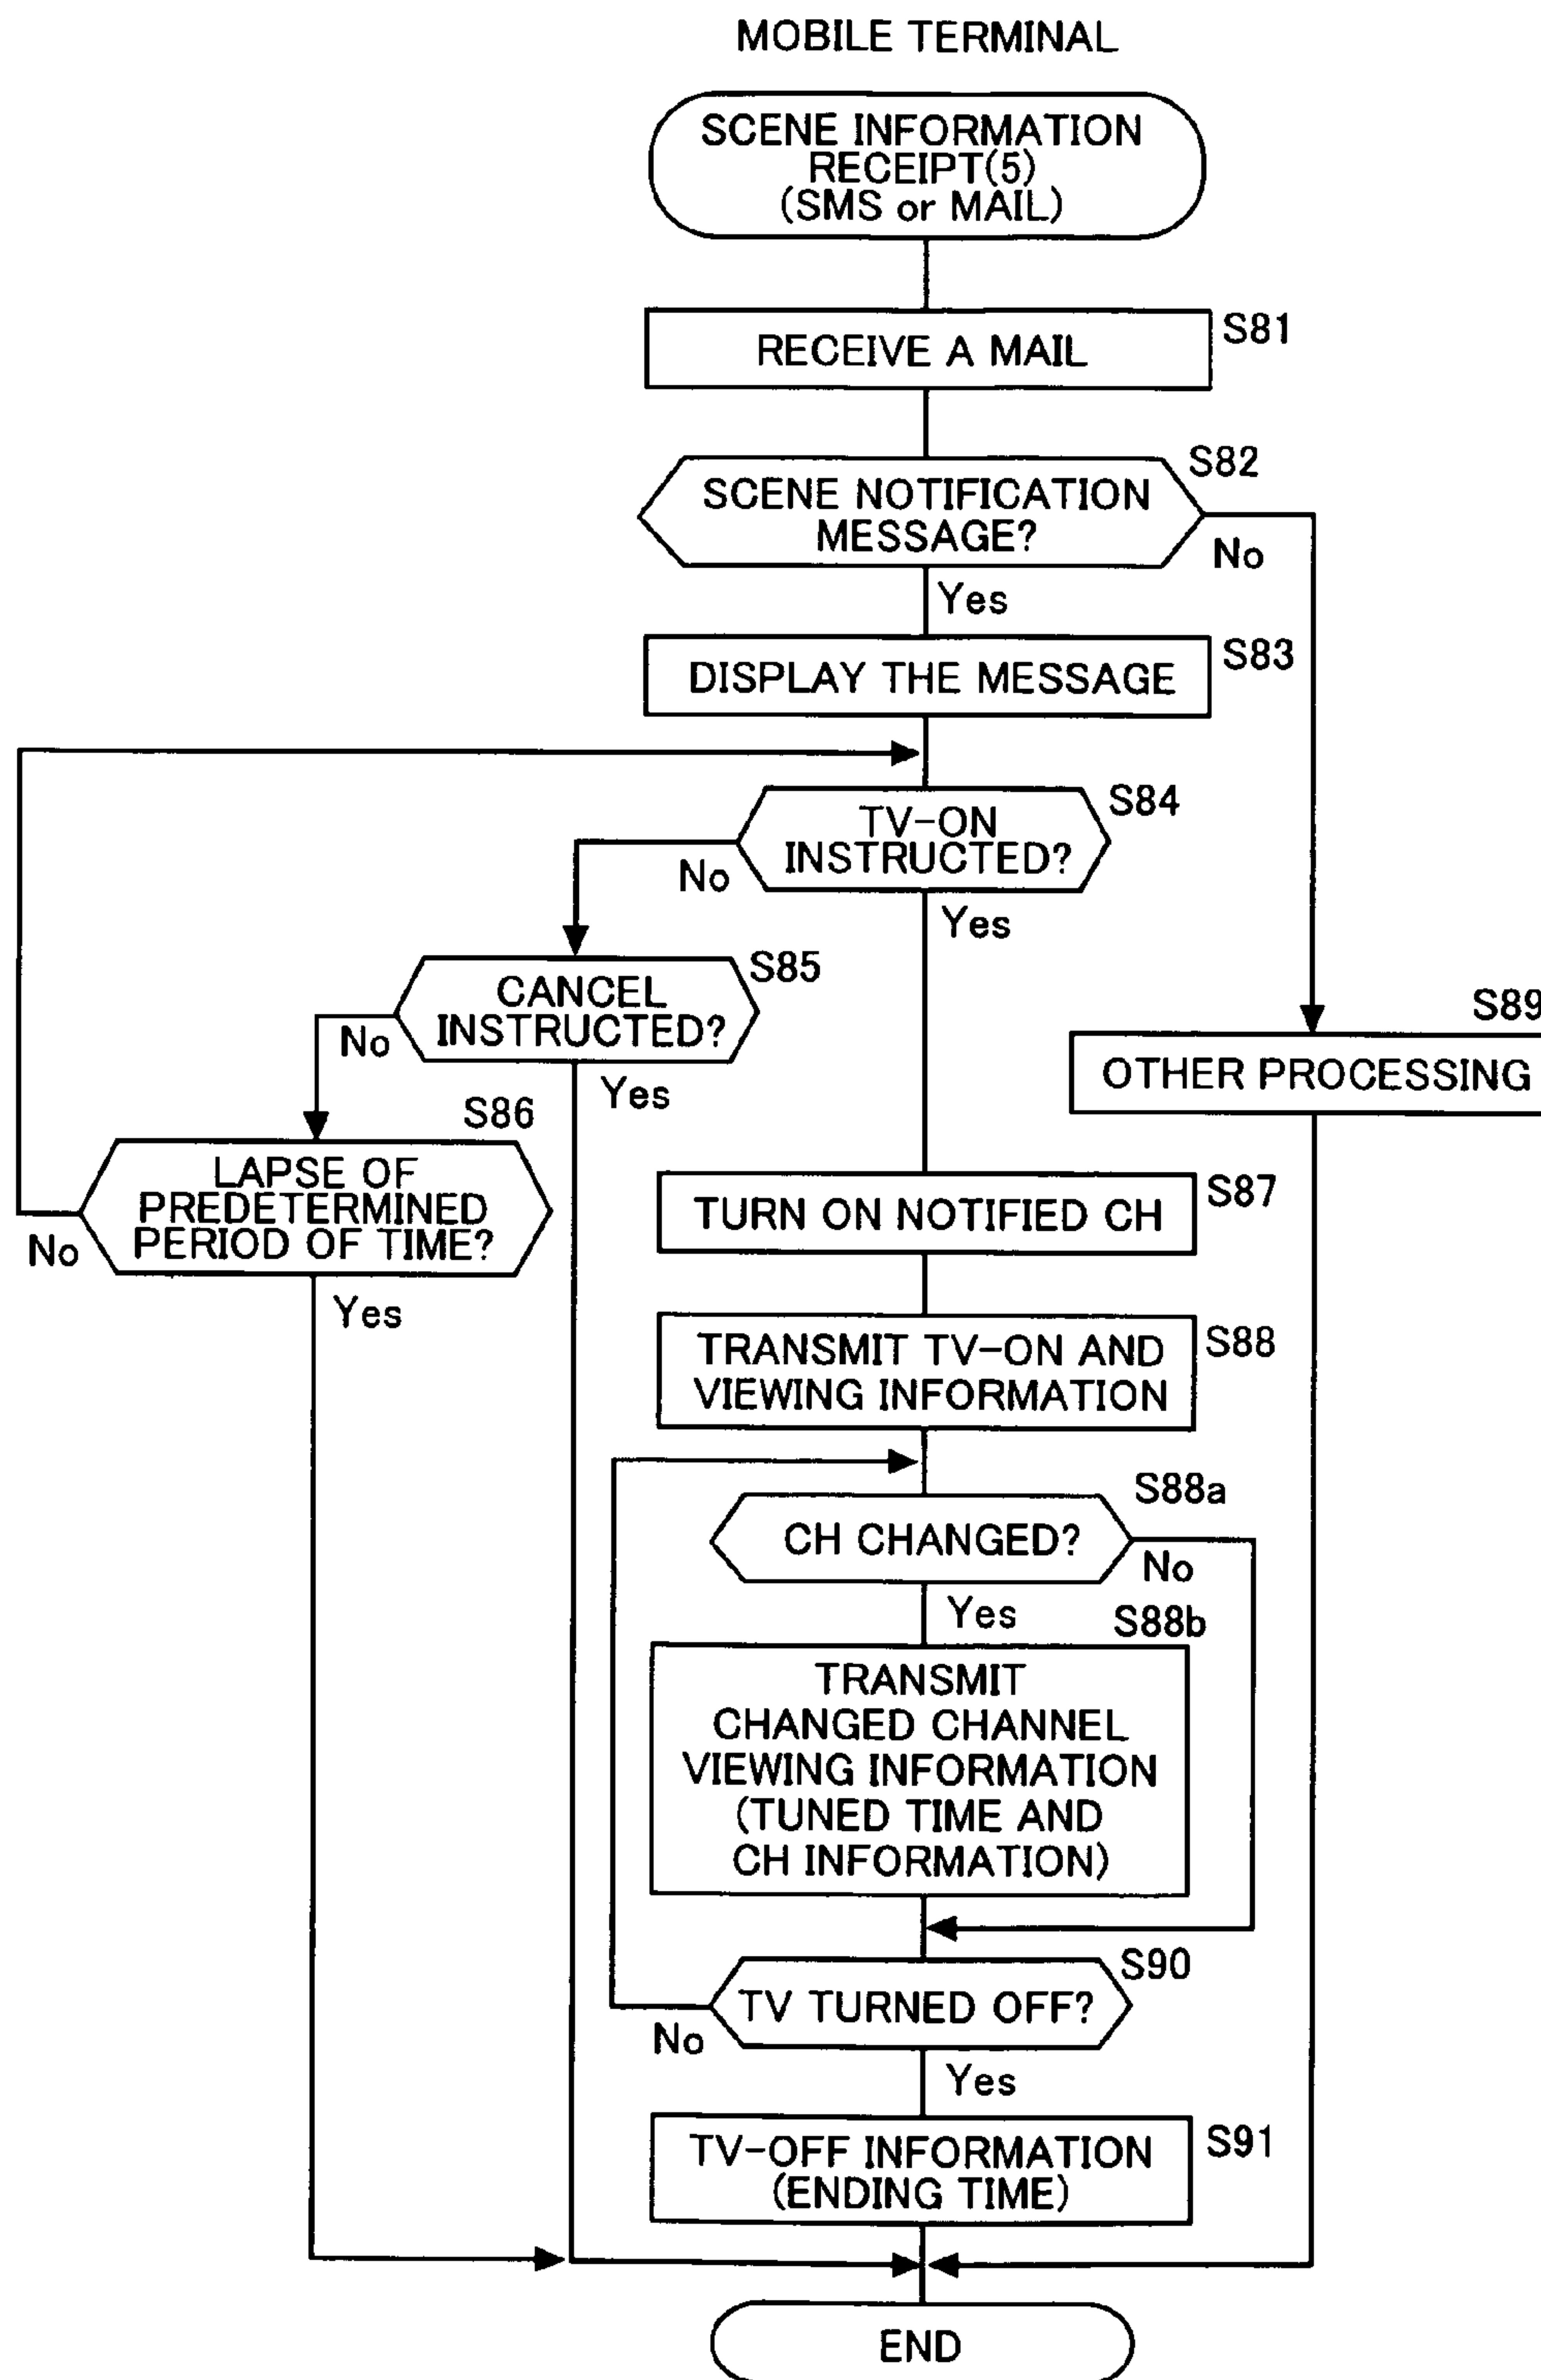 MOBILE TERMINAL
SCENE INFORMATION
RECEIPT(5)
(SMS or MAIL)
S81
RECEIVE A MAIL
S82
SCENE NOTIFICATION
MESSAGE?
No
Yes
S83
DISPLAY THE MESSAGE
S84
TV-ON
INSTRUCTED?
No
Yes
S85
CANCEL
INSTRUCTED?
No
Yes
S89
OTHER PROCESSING
S86
LAPSE OF
PREDETERMINED
PERIOD OF TIME?
No
Yes
S87
TURN ON NOTIFIED CH
S88
TRANSMIT TV-ON AND
VIEWING INFORMATION
S88a
CH CHANGED?
No
Yes
S88b
TRANSMIT
CHANGED CHANNEL
VIEWING INFORMATION
(TUNED TIME AND
CH INFORMATION)
S90
TV TURNED OFF?
No
Yes
S91
TV-OFF INFORMATION
(ENDING TIME)
END